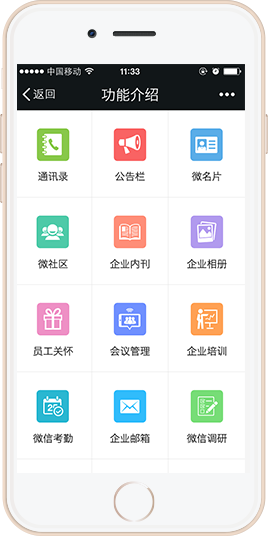 中国移动 11:33
返回 功能介绍
通讯录 公告栏 微名片
微社区 企业内刊 企业相册
员工关怀 会议管理 企业培训
微信考勤 企业邮箱 微信调研